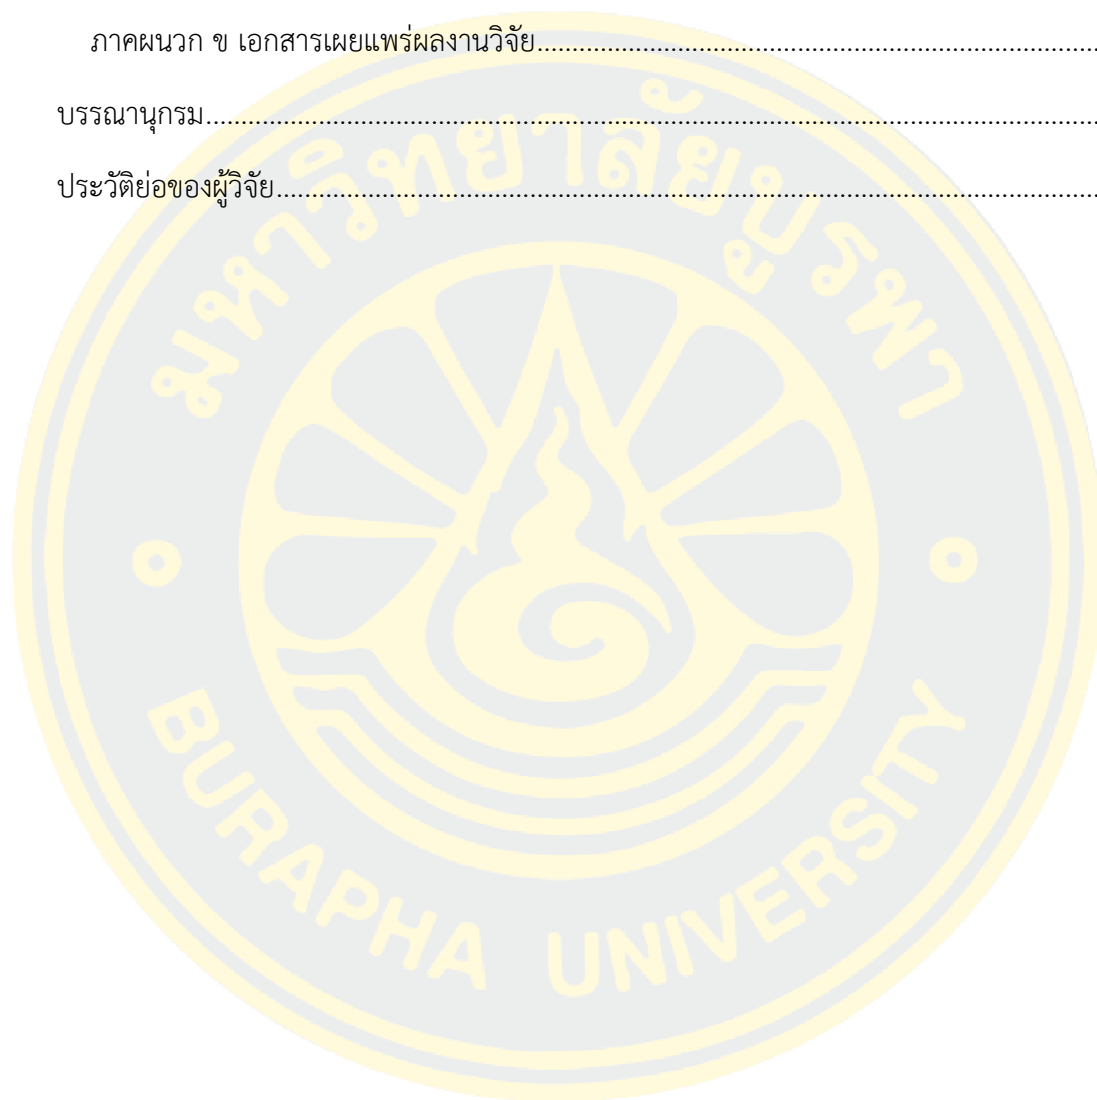 ภาคผนวก ข เอกสารเผยแพร่ผลงานวิจัย
บรรณานุกรม
ประวัติย่อของผู้วิจัย
มหาวิทยาลัยบูรพา
BURAPHA UNIVERSITY